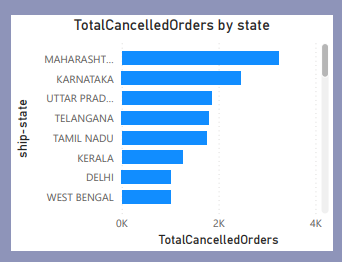 TotalCancelledOrders by state
ship-state
MAHARASHT...
KARNATAKA
UTTAR PRAD...
TELANGANA
TAMIL NADU
KERALA
DELHI
WEST BENGAL
0K 2K 4K
TotalCancelledOrders